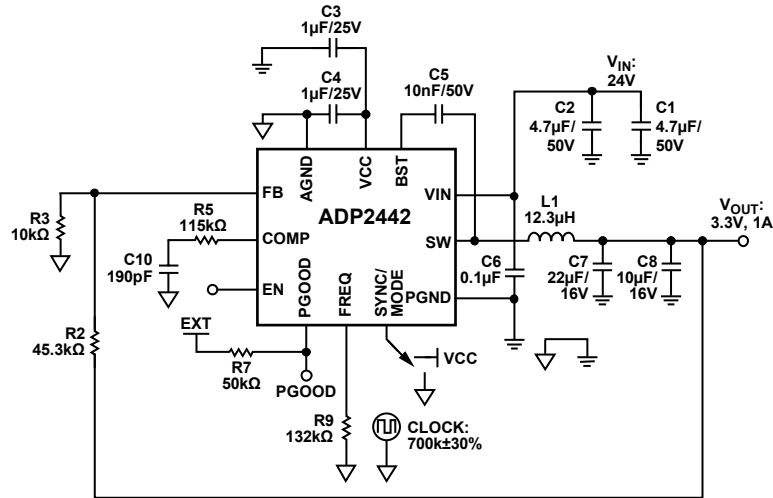 C3
1µF/25V
C4
1µF/25V
C5
10nF/50V
VIN:
24V
C2
4.7µF/
50V
C1
4.7µF/
50V
AGND
VCC
BST
FB
VIN
ADP2442
R3
10kΩ
R5
115kΩ
COMP
SW
L1
12.3µH
VOUT:
3.3V, 1A
C10
190pF
EN
PGOOD
FREQ
SYNC/
MODE
PGND
C6
0.1µF
C7
22µF/
16V
C8
10µF/
16V
R2
45.3kΩ
EXT
R7
50kΩ
PGOOD
VCC
R9
132kΩ
CLOCK:
700k±30%